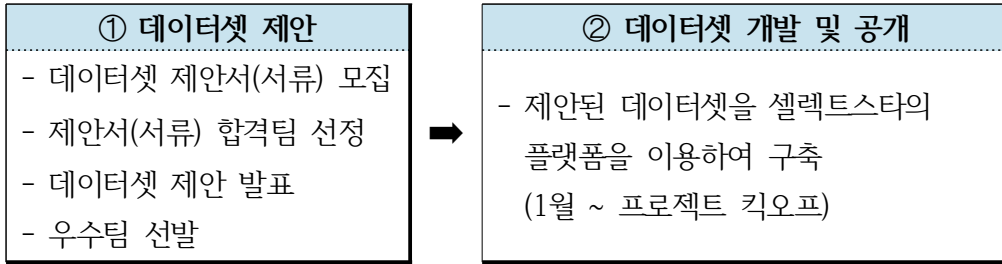 ① 데이터셋 제안
- 데이터셋 제안서(서류) 모집
- 제안서(서류) 합격팀 선정
- 데이터셋 제안 발표
- 우수팀 선발
➡
② 데이터셋 개발 및 공개
- 제안된 데이터셋을 셀렉트스타의
플랫폼을 이용하여 구축
(1월 ~ 프로젝트 킥오프)